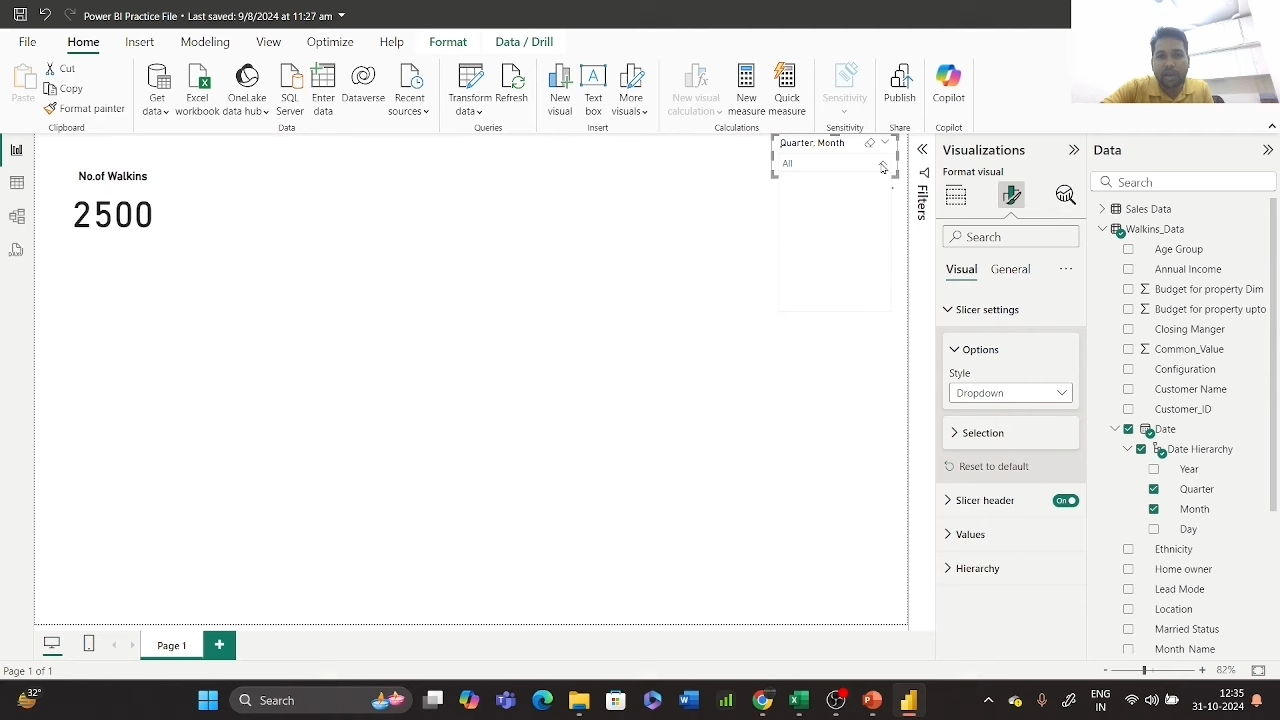 Power BI Practice File • Last saved: 9/8/2024 at 11:27 am
File Home Insert Modeling View Optimize Help Format Data / Drill
Paste
Cut
Copy
Format painter
Clipboard
Get data
Excel workbook
OneLake data hub
SQL Server
Enter data
Dataverse
Recent sources
Data
Transform data
Refresh
Queries
New visual
Text box
More visuals
Insert
New visual calculation
New measure
Quick measure
Calculations
Sensitivity
Sensitivity
Publish
Share
Copilot
Copilot
No.of Walkins
2500
Quarter, Month
All
Filters
Visualizations
Format visual
Search
Visual General ...
Slicer settings
Options
Style
Dropdown
Selection
Reset to default
Slicer header On
Values
Hierarchy
Data
Search
Sales Data
Walkins_Data
Age Group
Annual Income
Budget for property Dim
Budget for property upto
Closing Manger
Common_Value
Configuration
Customer Name
Customer_ID
Date
Date Hierarchy
Year
Quarter
Month
Day
Ethnicity
Home owner
Lead Mode
Location
Married Status
Month_Name
Page 1
Page 1 of 1
- + 82%
32°
Search
ENG
IN
12:35
31-10-2024